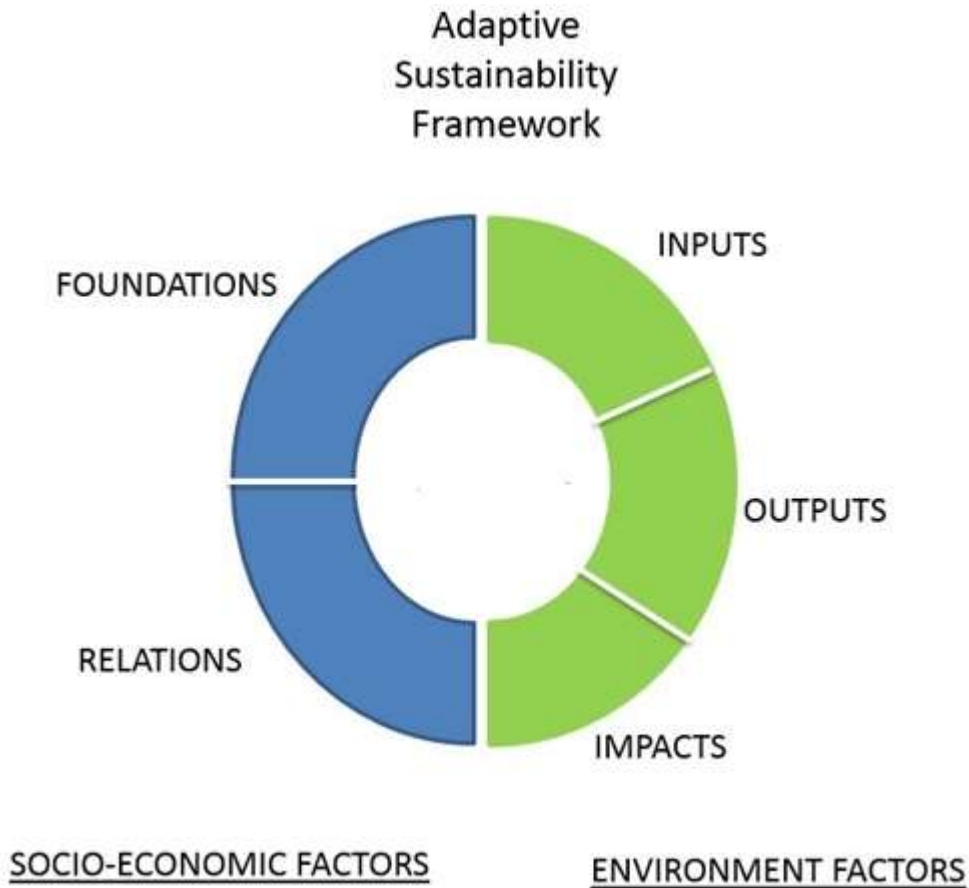 Adaptive
Sustainability
Framework
INPUTS
FOUNDATIONS
OUTPUTS
RELATIONS
IMPACTS
SOCIO-ECONOMIC FACTORS
ENVIRONMENT FACTORS